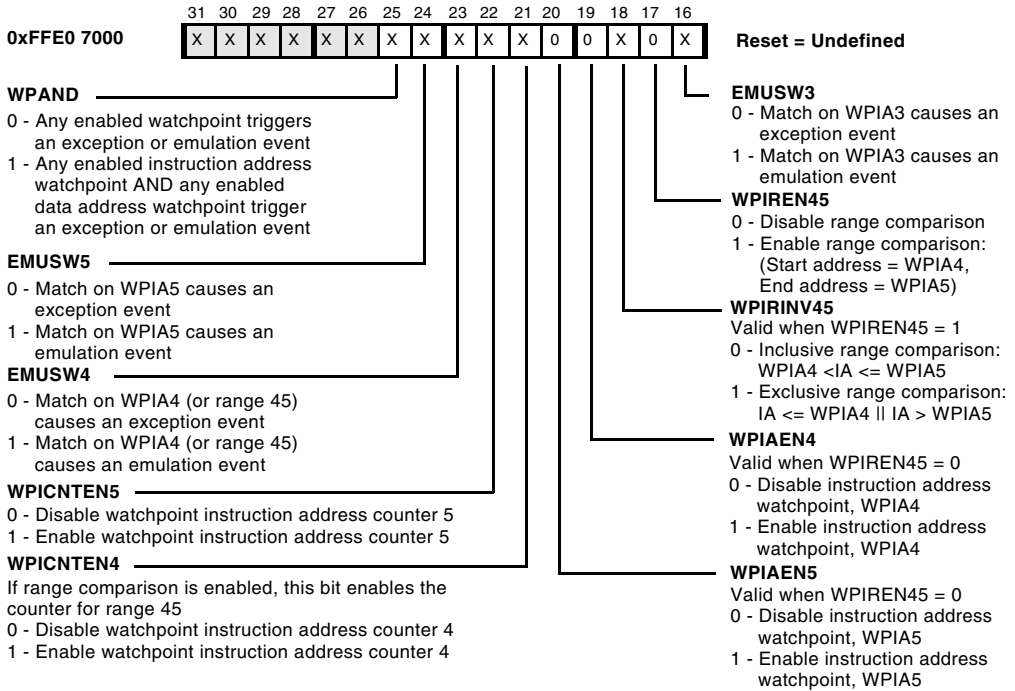 31 30 29 28 27 26 25 24 23 22 21 20 19 18 17 16
0xFFE0 7000
X X X X X X X X X X X 0 0 X 0 X
Reset = Undefined
WPAND
0 - Any enabled watchpoint triggers
an exception or emulation event
1 - Any enabled instruction address
watchpoint AND any enabled
data address watchpoint trigger
an exception or emulation event
EMUSW5
0 - Match on WPIA5 causes an
exception event
1 - Match on WPIA5 causes an
emulation event
EMUSW4
0 - Match on WPIA4 (or range 45)
causes an exception event
1 - Match on WPIA4 (or range 45)
causes an emulation event
WPICNTEN5
0 - Disable watchpoint instruction address counter 5
1 - Enable watchpoint instruction address counter 5
WPICNTEN4
If range comparison is enabled, this bit enables the
counter for range 45
0 - Disable watchpoint instruction address counter 4
1 - Enable watchpoint instruction address counter 4
EMUSW3
0 - Match on WPIA3 causes an
exception event
1 - Match on WPIA3 causes an
emulation event
WPIREN45
0 - Disable range comparison
1 - Enable range comparison:
(Start address = WPIA4,
End address = WPIA5)
WPIRINV45
Valid when WPIREN45 = 1
0 - Inclusive range comparison:
WPIA4 <IA <= WPIA5
1 - Exclusive range comparison:
IA <= WPIA4 || IA > WPIA5
WPIAEN4
Valid when WPIREN45 = 0
0 - Disable instruction address
watchpoint, WPIA4
1 - Enable instruction address
watchpoint, WPIA4
WPIAEN5
Valid when WPIREN45 = 0
0 - Disable instruction address
watchpoint, WPIA5
1 - Enable instruction address
watchpoint, WPIA5